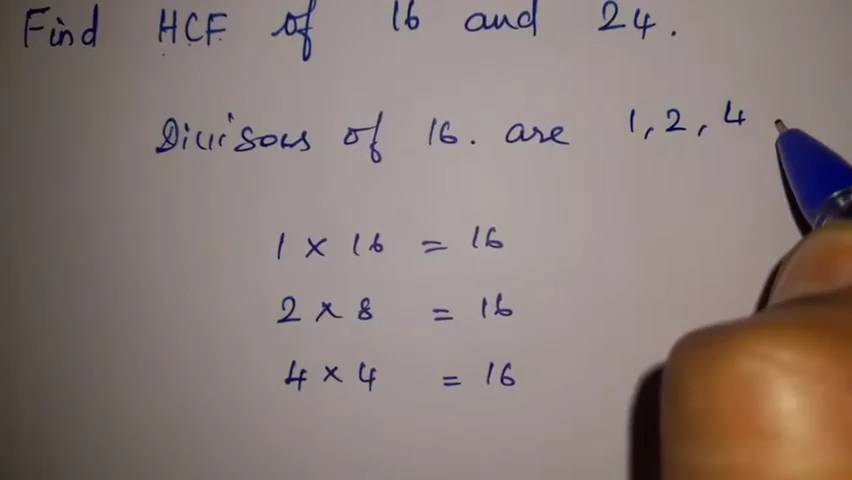 Find HCF of 16 and 24.
Divisors of 16. are 1, 2, 4
1 × 16 = 16
2 × 8 = 16
4 × 4 = 16